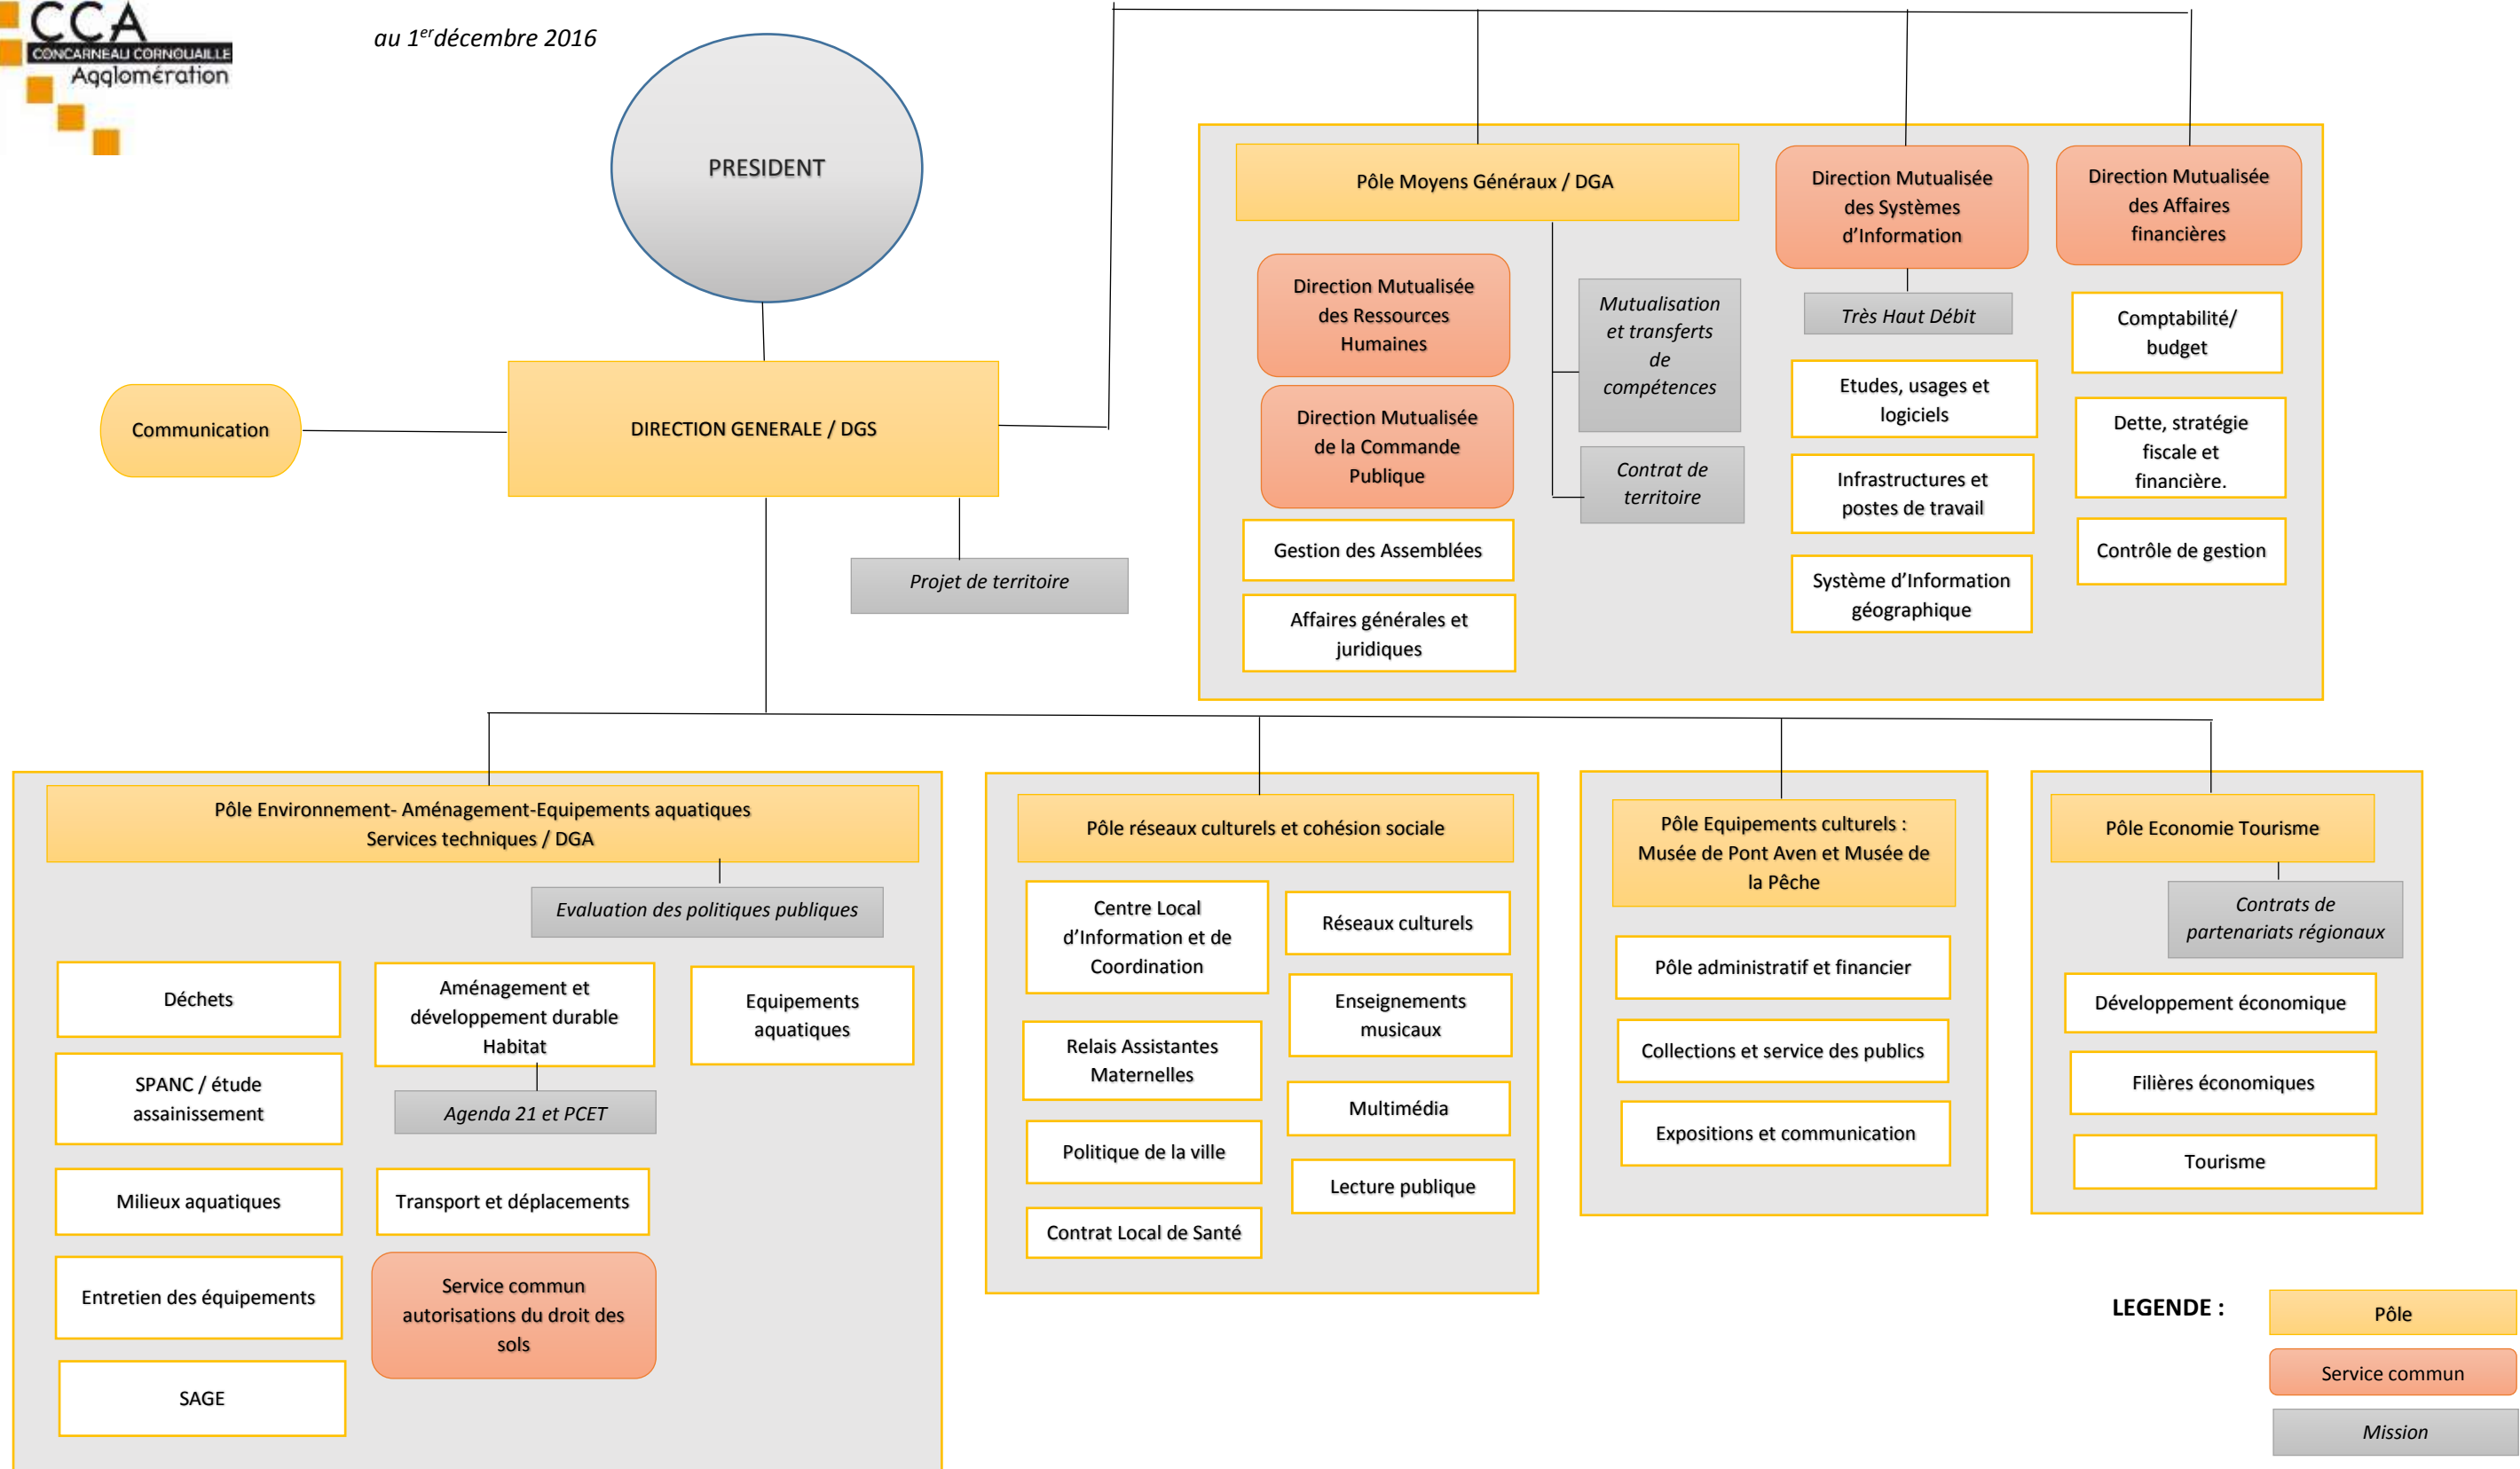 CCA
CONCARNEAU CORNOUAILLE
Agglomération
au 1er décembre 2016
PRESIDENT
DIRECTION GENERALE / DGS
Communication
Projet de territoire
Pôle Moyens Généraux / DGA
Direction Mutualisée
des Ressources
Humaines
Direction Mutualisée
de la Commande
Publique
Gestion des Assemblées
Affaires générales et
juridiques
Mutualisation
et transferts
de
compétences
Contrat de
territoire
Direction Mutualisée
des Systèmes
d’Information
Très Haut Débit
Etudes, usages et
logiciels
Infrastructures et
postes de travail
Système d’Information
géographique
Direction Mutualisée
des Affaires
financières
Comptabilité/
budget
Dette, stratégie
fiscale et
financière.
Contrôle de gestion
Pôle Environnement- Aménagement-Equipements aquatiques
Services techniques / DGA
Evaluation des politiques publiques
Déchets
SPANC / étude
assainissement
Milieux aquatiques
Entretien des équipements
SAGE
Aménagement et
développement durable
Habitat
Agenda 21 et PCET
Transport et déplacements
Service commun
autorisations du droit des
sols
Equipements
aquatiques
Pôle réseaux culturels et cohésion sociale
Centre Local
d’Information et de
Coordination
Relais Assistantes
Maternelles
Politique de la ville
Contrat Local de Santé
Réseaux culturels
Enseignements
musicaux
Multimédia
Lecture publique
Pôle Equipements culturels :
Musée de Pont Aven et Musée de
la Pêche
Pôle administratif et financier
Collections et service des publics
Expositions et communication
Pôle Economie Tourisme
Contrats de
partenariats régionaux
Développement économique
Filières économiques
Tourisme
LEGENDE :
Pôle
Service commun
Mission